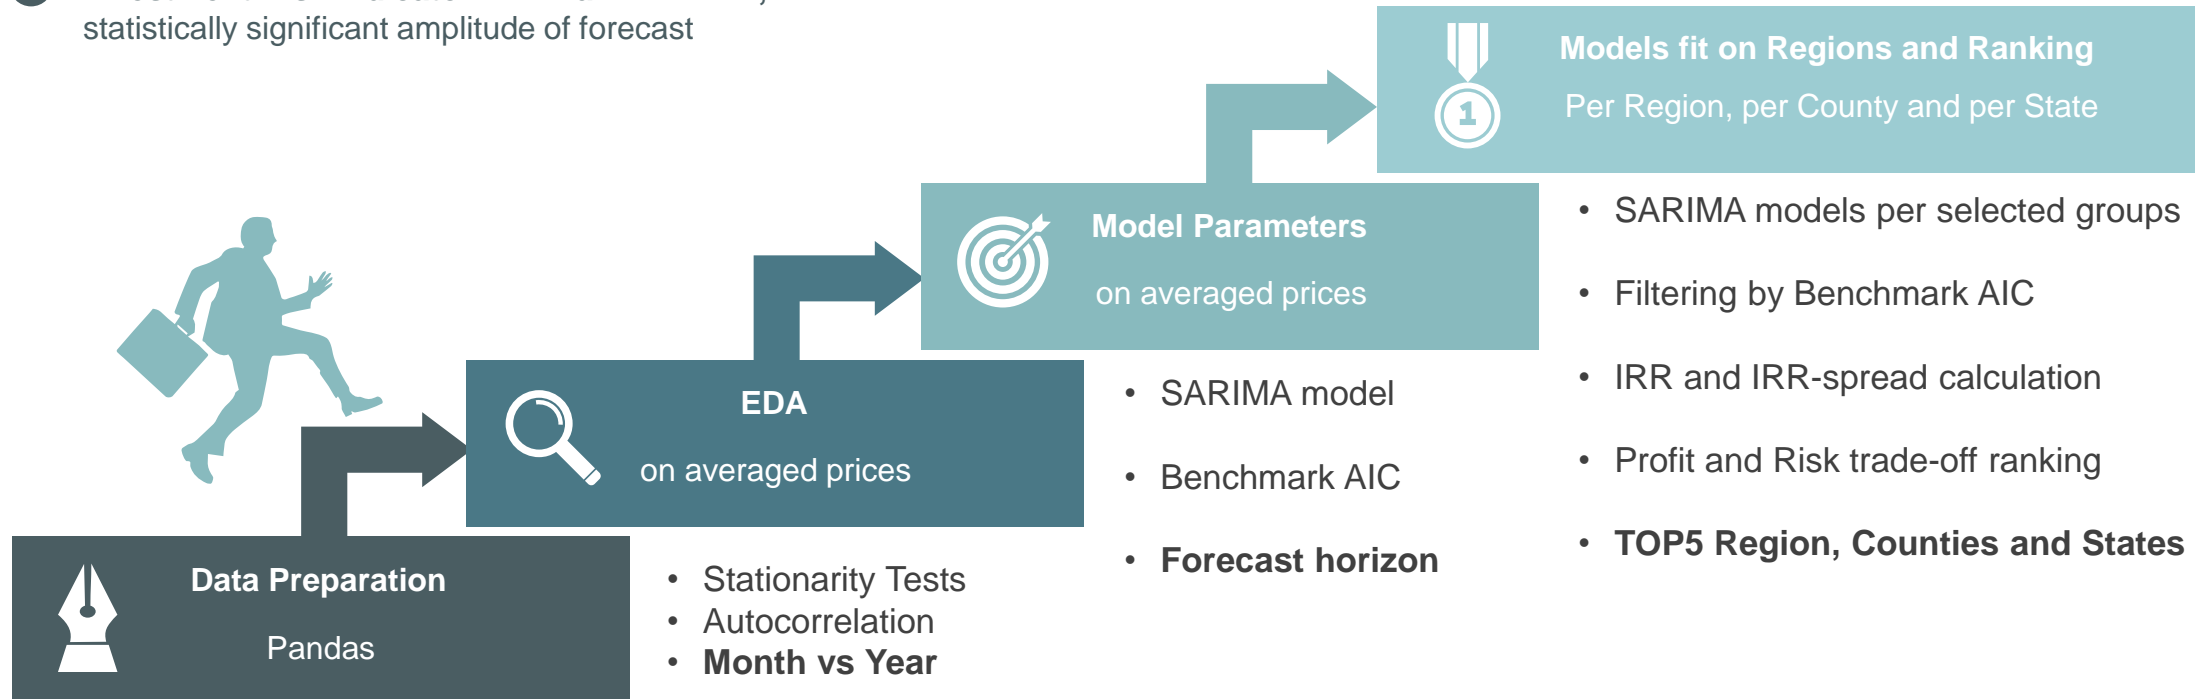 statistically significant amplitude of forecast
Models fit on Regions and Ranking
Per Region, per County and per State
1
• SARIMA models per selected groups
• Filtering by Benchmark AIC
• IRR and IRR-spread calculation
• Profit and Risk trade-off ranking
• TOP5 Region, Counties and States
Model Parameters
on averaged prices
• SARIMA model
• Benchmark AIC
• Forecast horizon
EDA
on averaged prices
• Stationarity Tests
• Autocorrelation
• Month vs Year
Data Preparation
Pandas